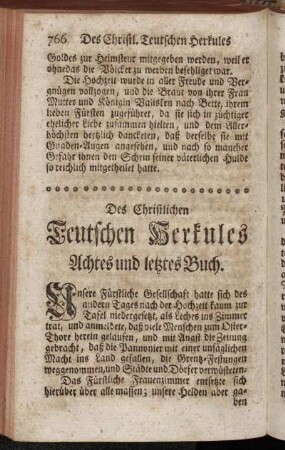 766 Des Christl. Teutschen Herkules
Goldes zur Heimsteur mitgegeben werden, weil er
ohnedas die Völcker zu werben befehliget war.
Die Hochzeit wurde in aller Freude und Ver-
gnügen vollzogen, und die Braut von ihrer Frau
Mutter und Königin Valislen nach Bette, ihrem
lieben Fürsten zugeführet, da sie sich in züchtiger
ehelicher Liebe zusammen hielten, und dem Aller-
höchsten hertzlich danckten, daß derselbe sie mit
Gnaden-Augen angesehen, und nach so mancher
Gefahr ihnen den Schein seiner väterlichen Hulde
so reichlich mitgetheilet hatte.
Des Christlichen
Teutschen Herkules
Achtes und letztes Buch.
Unsere Fürstliche Gesellschaft hatte sich des
andern Tages nach der Hochzeit kaum zur
Tafel niedergesetzt, als Leches ins Zimmer
trat, und anmeldete, daß viele Menschen zum Oster-
Thore herein gelaufen, und mit Angst die Zeitung
gebracht, daß die Pannonier mit einer unsäglichen
Macht ins Land gefallen, die Grentz-Festungen
weggenommen, und Städte und Dörfer verwüsteten.
Das Fürstliche Frauenzimmer entsetzte sich
hierüber über alle massen; unsere Helden aber ga-
ben